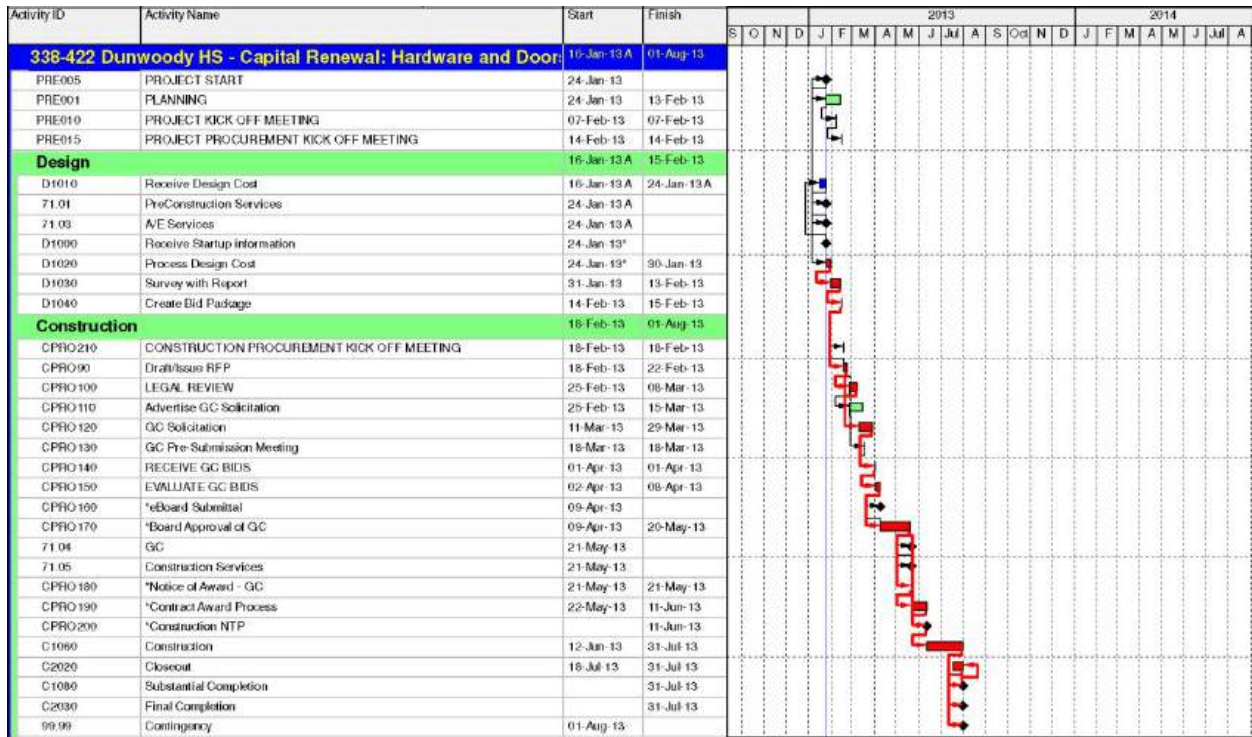 Activity ID Activity Name Start Finish 2013 2014
S O N D J F M A M J Jul A S Oct N D J F M A M J Jul A
338-422 Dunwoody HS - Capital Renewal: Hardware and Door 16-Jan-13 A 01-Aug-13
PRE005 PROJECT START 24-Jan-13
PRE001 PLANNING 24-Jan-13 13-Feb-13
PRE010 PROJECT KICK OFF MEETING 07-Feb-13 07-Feb-13
PRE015 PROJECT PROCUREMENT KICK OFF MEETING 14-Feb-13 14-Feb-13
Design 16-Jan-13 A 15-Feb-13
D1010 Receive Design Cost 16-Jan-13 A 24-Jan-13 A
71.01 PreConstruction Services 24-Jan-13 A
71.03 A/E Services 24-Jan-13 A
D1000 Receive Startup information 24-Jan-13*
D1020 Process Design Cost 24-Jan-13* 30-Jan-13
D1030 Survey with Report 31-Jan-13 13-Feb-13
D1040 Create Bid Package 14-Feb-13 15-Feb-13
Construction 18-Feb-13 01-Aug-13
CPRO210 CONSTRUCTION PROCUREMENT KICK OFF MEETING 18-Feb-13 18-Feb-13
CPRO90 Draft/Issue RFP 18-Feb-13 22-Feb-13
CPRO100 LEGAL REVIEW 25-Feb-13 08-Mar-13
CPRO110 Advertise GC Solicitation 25-Feb-13 15-Mar-13
CPRO120 GC Solicitation 11-Mar-13 29-Mar-13
CPRO130 GC Pre-Submission Meeting 18-Mar-13 18-Mar-13
CPRO140 RECEIVE GC BIDS 01-Apr-13 01-Apr-13
CPRO150 EVALUATE GC BIDS 02-Apr-13 08-Apr-13
CPRO160 *eBoard Submittal 09-Apr-13
CPRO170 *Board Approval of GC 09-Apr-13 20-May-13
71.04 GC 21-May-13
71.05 Construction Services 21-May-13
CPRO180 *Notice of Award - GC 21-May-13 21-May-13
CPRO190 *Contract Award Process 22-May-13 11-Jun-13
CPRO200 *Construction NTP 11-Jun-13
C1060 Construction 12-Jun-13 31-Jul-13
C2020 Closeout 18-Jul-13 31-Jul-13
C1080 Substantial Completion 31-Jul-13
C2030 Final Completion 31-Jul-13
99.99 Contingency 01-Aug-13